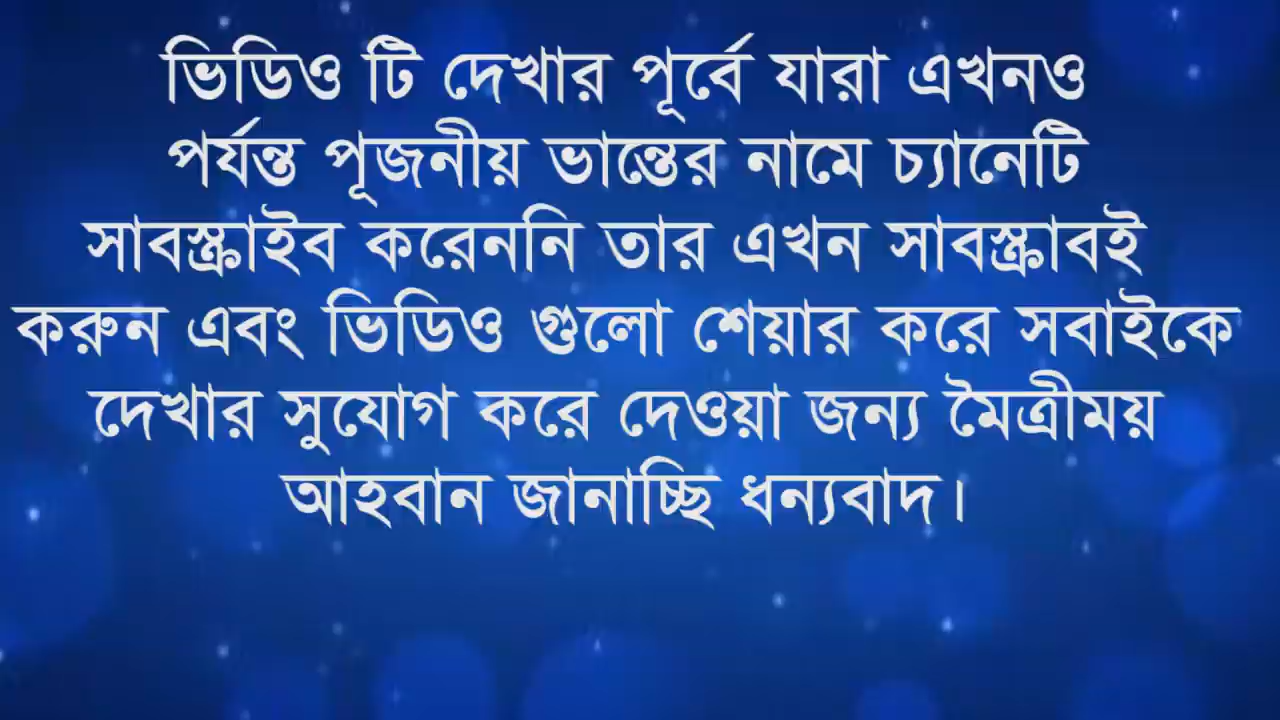 ভিডিও টি দেখার পূর্বে যারা এখনও
পর্যন্ত পূজনীয় ভান্তের নামে চ্যানেটি
সাবস্ক্রাইব করেননি তার এখন সাবস্ক্রাবই
করুন এবং ভিডিও গুলো শেয়ার করে সবাইকে
দেখার সুযোগ করে দেওয়া জন্য মৈত্রীময়
আহবান জানাচ্ছি ধন্যবাদ।